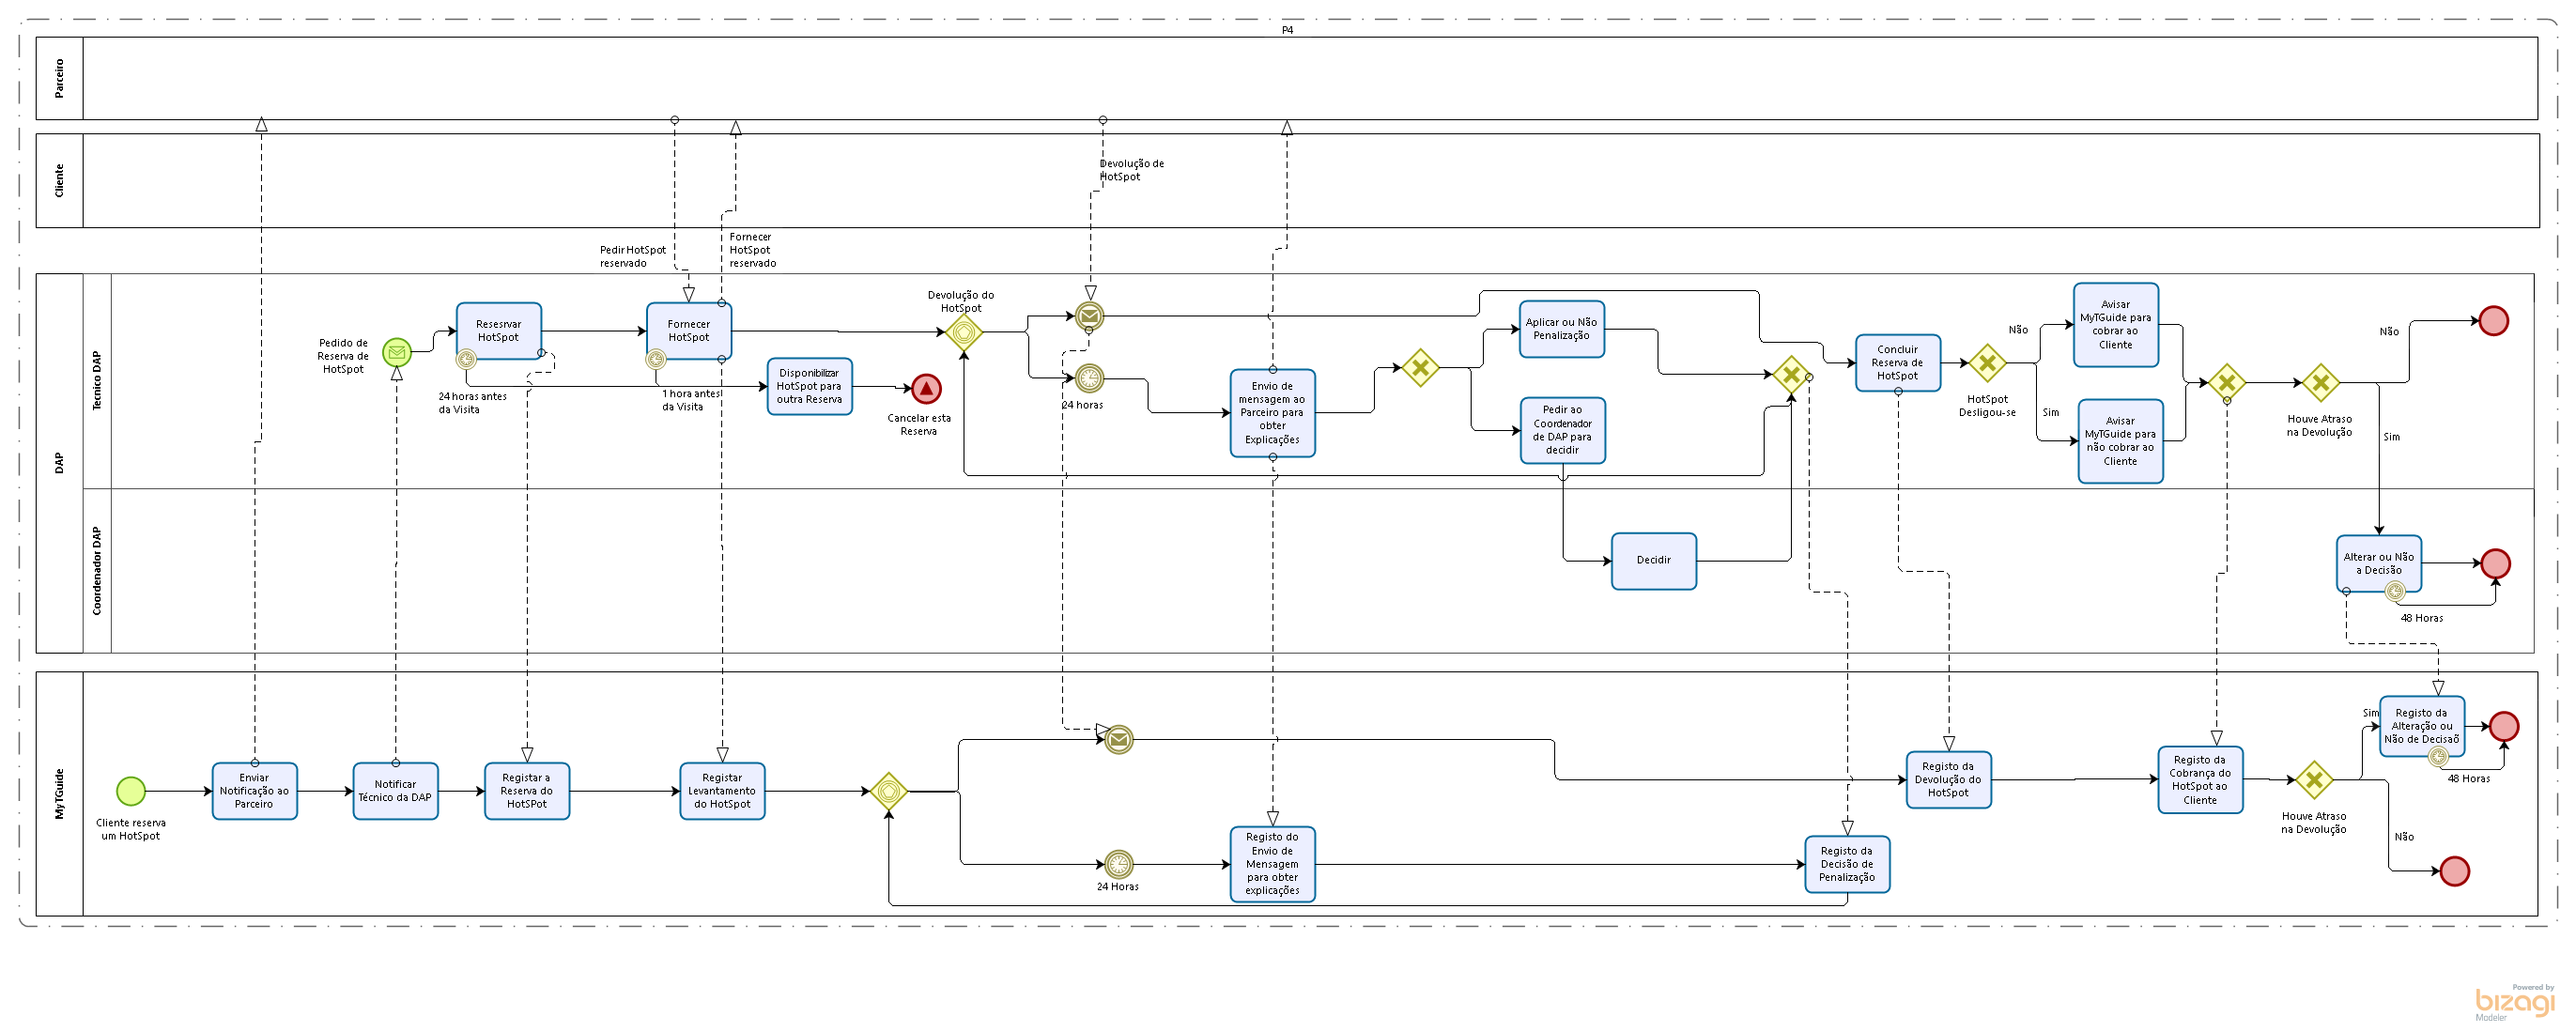 P4
Parceiro
Cliente
Devolução de
HotSpot
Pedir HotSpot
reservado
Fornecer
HotSpot
reservado
DAP
Tecnico DAP
Pedido de
Reserva de
HotSpot
Resesrvar
HotSpot
24 horas antes
da Visita
Fornecer
HotSpot
1 hora antes
da Visita
Disponibilizar
HotSpot para
outra Reserva
Cancelar esta
Reserva
Devolução do
HotSpot
24 horas
Envio de
mensagem ao
Parceiro para
obter
Explicações
Aplicar ou Não
Penalização
Pedir ao
Coordenador
de DAP para
decidir
Concluir
Reserva de
HotSpot
HotSpot
Desligou-se
Não
Sim
Avisar
MyTGuide para
cobrar ao
Cliente
Avisar
MyTGuide para
não cobrar ao
Cliente
Houve Atraso
na Devolução
Não
Sim
Coordenador DAP
Decidir
Alterar ou Não
a Decisão
48 Horas
MyTGuide
Cliente reserva
um HotSpot
Enviar
Notificação ao
Parceiro
Notificar
Técnico da DAP
Registar a
Reserva do
HotSPot
Registar
Levantamento
do HotSpot
24 Horas
Registo do
Envio de
Mensagem
para obter
explicações
Registo da
Decisão de
Penalização
Registo da
Devolução do
HotSpot
Registo da
Cobrança do
HotSpot ao
Cliente
Houve Atraso
na Devolução
Sim
Não
Registo da
Alteração ou
Não de Decisaõ
48 Horas
Powered by
bizagi
Modeler